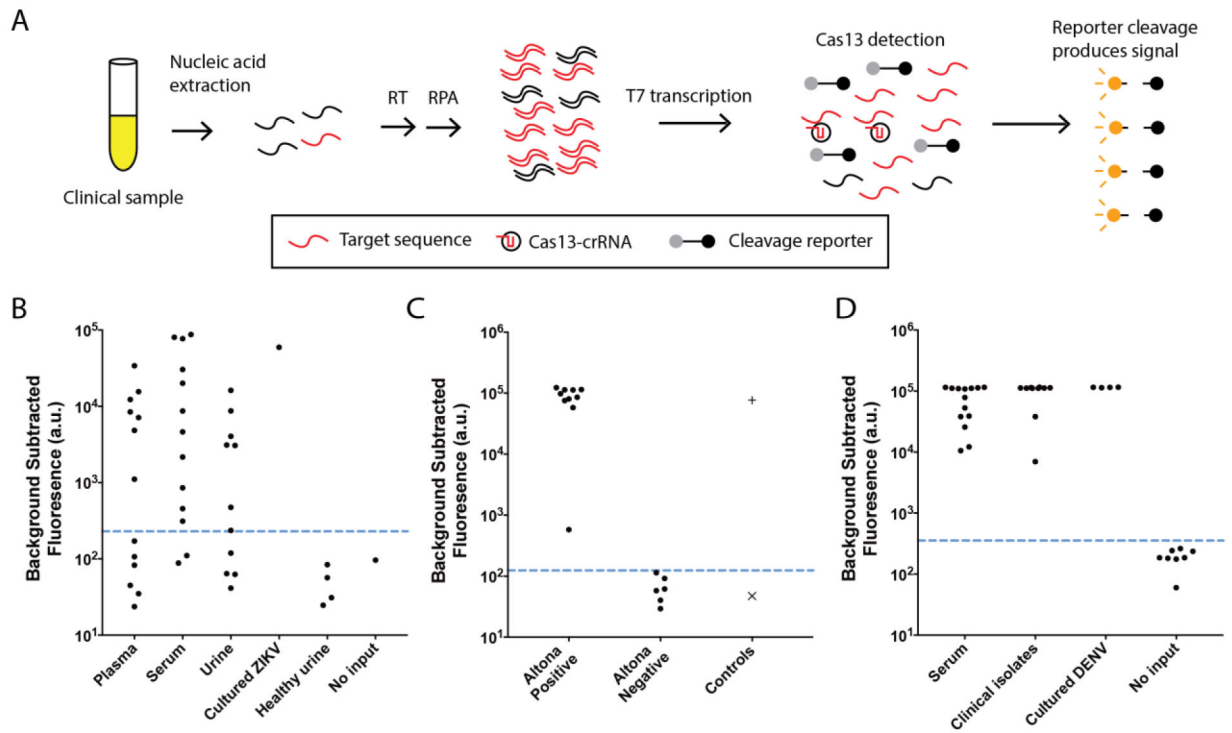 A
Nucleic acid
extraction
Clinical sample
RT
RPA
T7 transcription
Cas13 detection
Reporter cleavage
produces signal
Target sequence
Cas13-crRNA
Cleavage reporter
B
Background Subtracted
Fluoresence (a.u.)
10^5
10^4
10^3
10^2
10^1
Plasma
Serum
Urine
Cultured ZIKV
Healthy urine
No input
C
Background Subtracted
Fluoresence (a.u.)
10^6
10^5
10^4
10^3
10^2
10^1
Altona
Positive
Altona
Negative
Controls
D
Background Subtracted
Fluoresence (a.u.)
10^6
10^5
10^4
10^3
10^2
10^1
Serum
Clinical isolates
Cultured DENV
No input